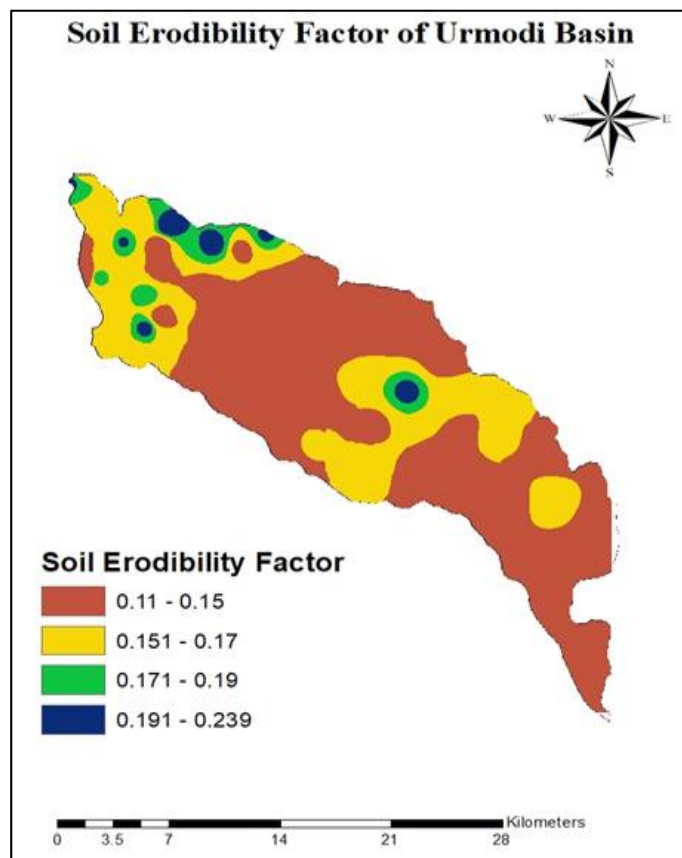 Soil Erodibility Factor of Urmodi Basin
N
W E
S
Soil Erodibility Factor
0.11 - 0.15
0.151 - 0.17
0.171 - 0.19
0.191 - 0.239
Kilometers
0 3.5 7 14 21 28